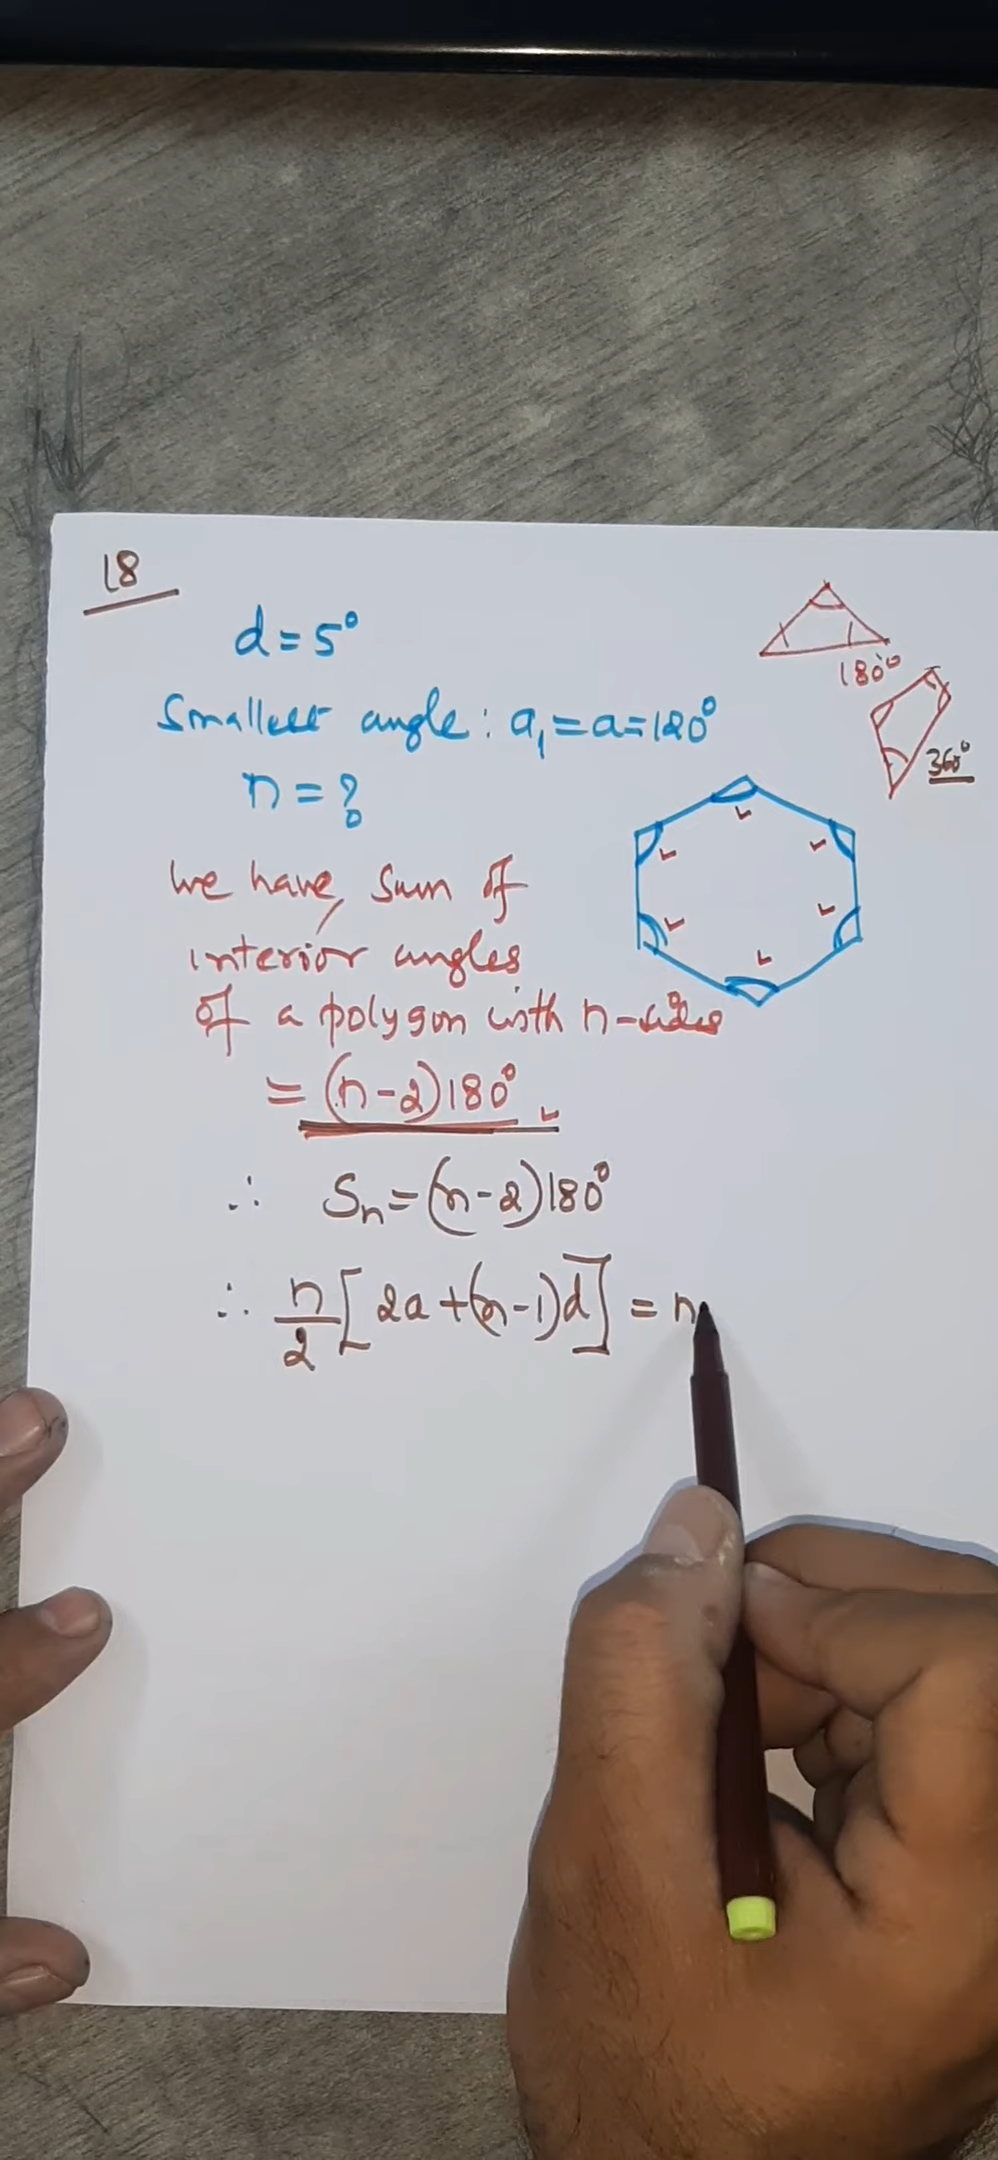 18
d = 5°
Smallest angle : a₁ = a = 120°
n = ?
180°
360°
We have, Sum of
interior angles
of a polygon with n-sides
= (n-2)180°
∴ Sn = (n-2)180°
∴ n/2 [2a + (n-1)d] = n